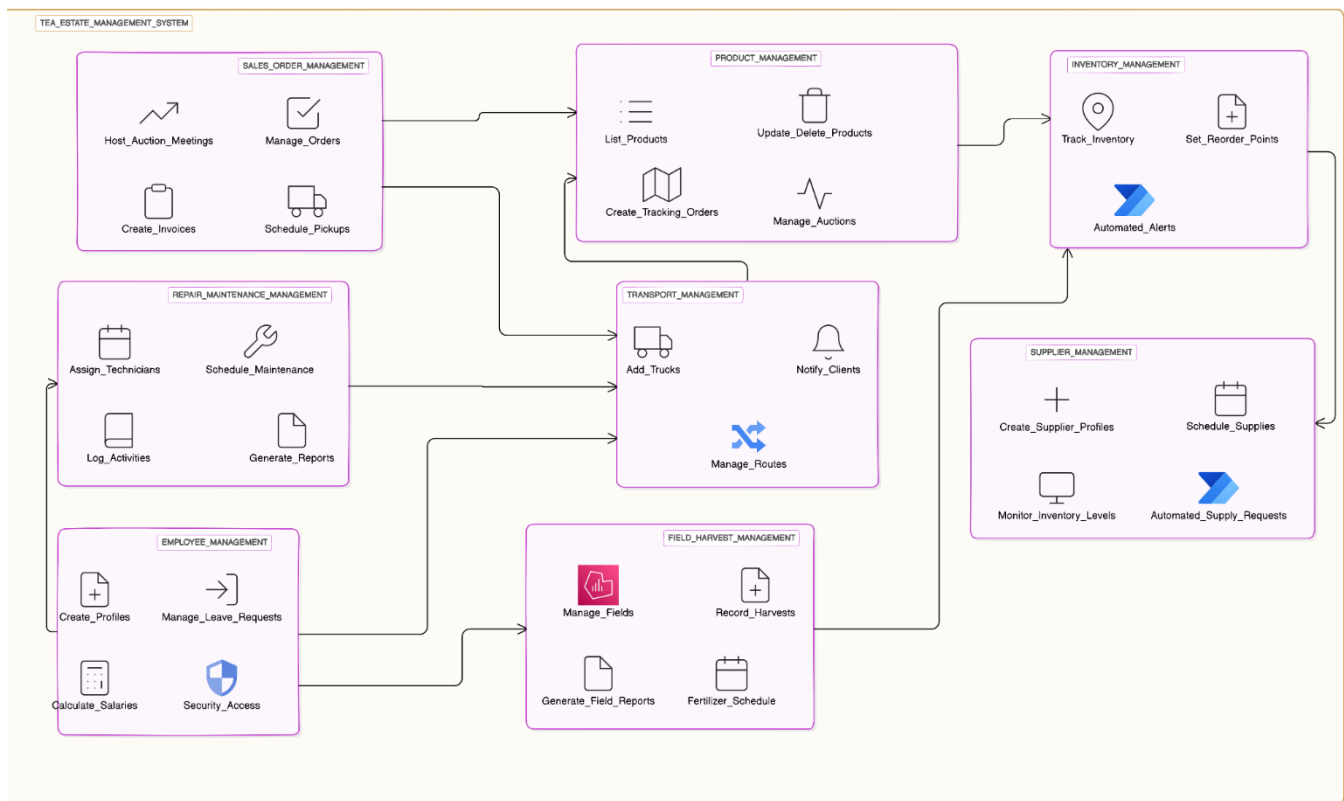 TEA_ESTATE_MANAGEMENT_SYSTEM
SALES_ORDER_MANAGEMENT
Host_Auction_Meetings
Manage_Orders
Create_Invoices
Schedule_Pickups
PRODUCT_MANAGEMENT
List_Products
Update_Delete_Products
Create_Tracking_Orders
Manage_Auctions
INVENTORY_MANAGEMENT
Track_Inventory
Set_Reorder_Points
Automated_Alerts
REPAIR_MAINTENANCE_MANAGEMENT
Assign_Technicians
Schedule_Maintenance
Log_Activities
Generate_Reports
TRANSPORT_MANAGEMENT
Add_Trucks
Notify_Clients
Manage_Routes
SUPPLIER_MANAGEMENT
Create_Supplier_Profiles
Schedule_Supplies
Monitor_Inventory_Levels
Automated_Supply_Requests
EMPLOYEE_MANAGEMENT
Create_Profiles
Manage_Leave_Requests
Calculate_Salaries
Security_Access
FIELD_HARVEST_MANAGEMENT
Manage_Fields
Record_Harvests
Generate_Field_Reports
Fertilizer_Schedule